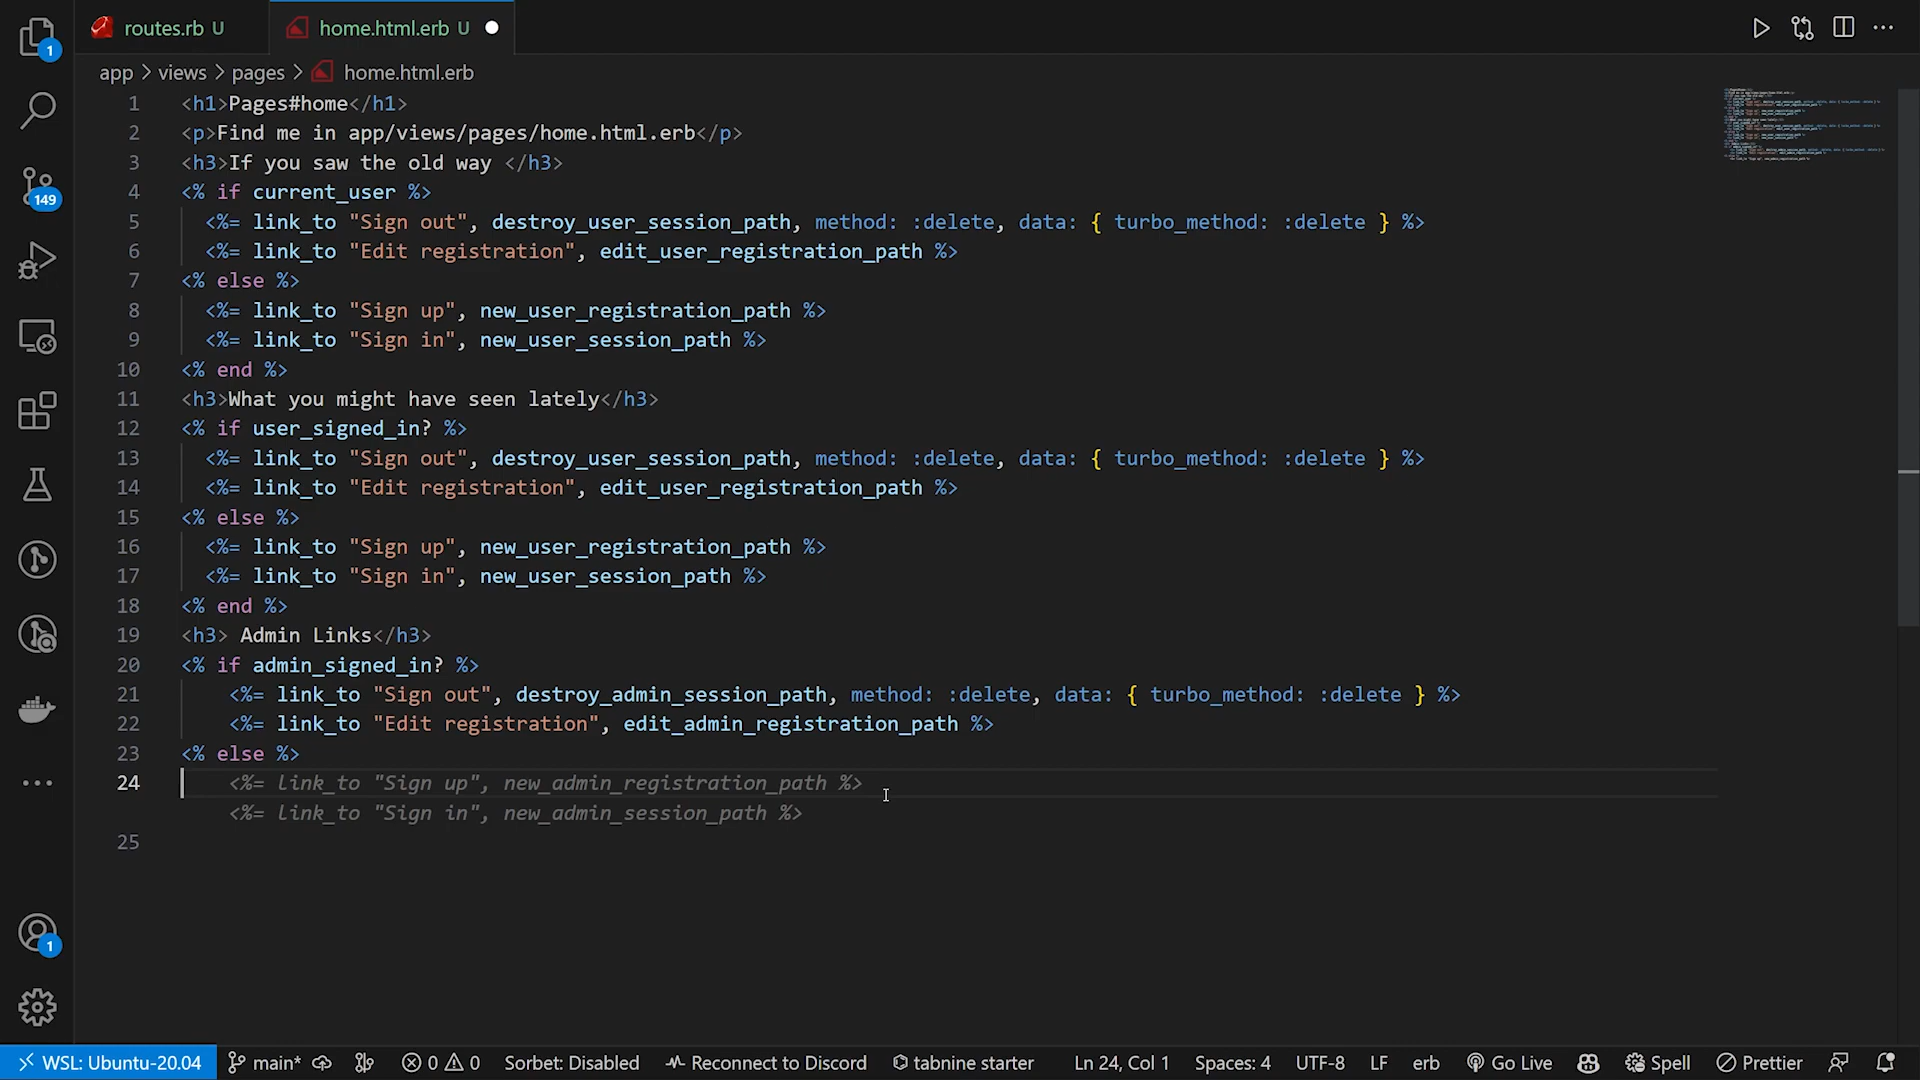 routes.rb U
home.html.erb U
1
app > views > pages > home.html.erb
1 <h1>Pages#home</h1>
2 <p>Find me in app/views/pages/home.html.erb</p>
3 <h3>If you saw the old way </h3>
4 <% if current_user %>
5 <%= link_to "Sign out", destroy_user_session_path, method: :delete, data: { turbo_method: :delete } %>
149
6 <%= link_to "Edit registration", edit_user_registration_path %>
7 <% else %>
8 <%= link_to "Sign up", new_user_registration_path %>
9 <%= link_to "Sign in", new_user_session_path %>
10 <% end %>
11 <h3>What you might have seen lately</h3>
12 <% if user_signed_in? %>
13 <%= link_to "Sign out", destroy_user_session_path, method: :delete, data: { turbo_method: :delete } %>
14 <%= link_to "Edit registration", edit_user_registration_path %>
15 <% else %>
16 <%= link_to "Sign up", new_user_registration_path %>
17 <%= link_to "Sign in", new_user_session_path %>
18 <% end %>
19 <h3> Admin Links</h3>
20 <% if admin_signed_in? %>
21 <%= link_to "Sign out", destroy_admin_session_path, method: :delete, data: { turbo_method: :delete } %>
22 <%= link_to "Edit registration", edit_admin_registration_path %>
23 <% else %>
24 <%= link_to "Sign up", new_admin_registration_path %>
<%= link_to "Sign in", new_admin_session_path %>
25
1
WSL: Ubuntu-20.04 main* 0 0 Sorbet: Disabled Reconnect to Discord tabnine starter Ln 24, Col 1 Spaces: 4 UTF-8 LF erb Go Live Spell Prettier